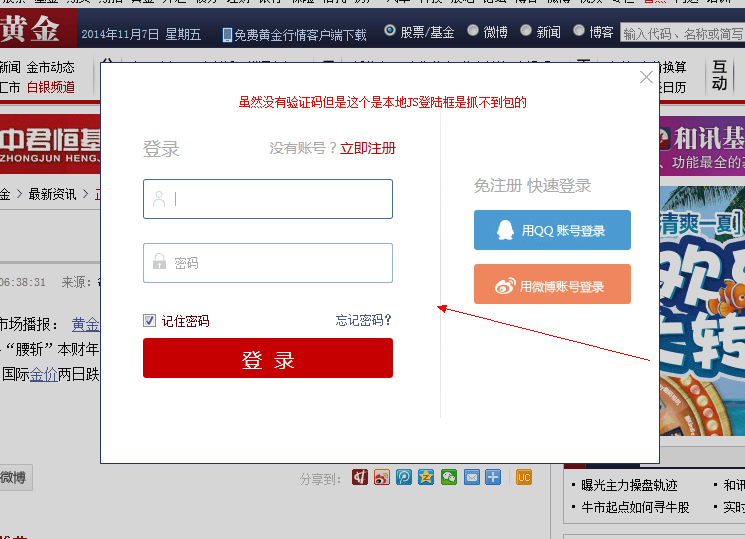 黄金
2014年11月7日 星期五
免费黄金行情客户端下载
股票/基金
微博
新闻
博客
输入代码、名称或简写
新闻 金市动态
白银频道
互动
虽然没有验证码但是这个是本地JS登陆框是抓不到包的
中君恒基
ZHONGJUN HENG
和讯基
、功能最全的基
登录
没有账号？立即注册
免注册 快速登录
最新资讯
用QQ 账号登录
密码
用微博账号登录
06:38:31
来源：
记住密码
忘记密码?
市场播报： 黄金
“腰斩”本财年
国际金价两日跌
登 录
微博
分享到：
UC
曝光主力操盘轨迹
和讯
牛市起点如何寻牛股
实时